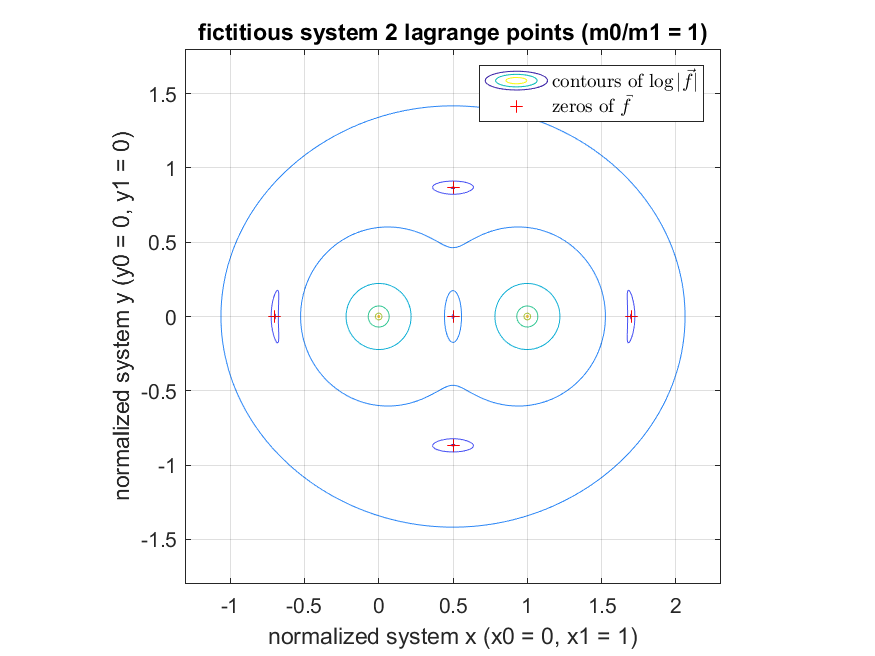 fictitious system 2 lagrange points (m0/m1 = 1)
contours of log|f⃗|
zeros of f⃗
normalized system y (y0 = 0, y1 = 0)
1.5
1
0.5
0
-0.5
-1
-1.5
-1 -0.5 0 0.5 1 1.5 2
normalized system x (x0 = 0, x1 = 1)